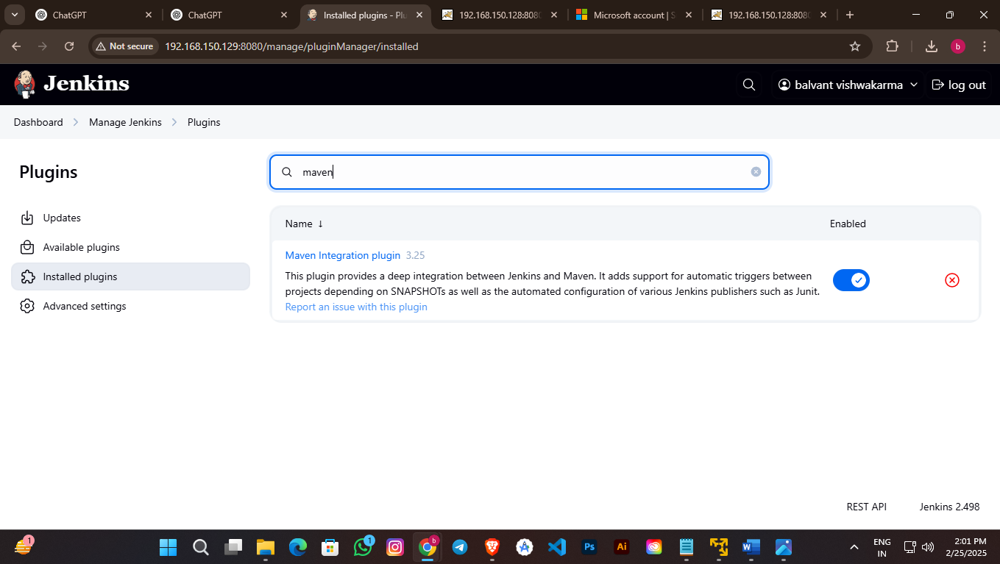 ChatGPT
ChatGPT
Installed plugins - Plu
192.168.150.128:8080
Microsoft account | S
192.168.150.128:8080
Not secure
192.168.150.129:8080/manage/pluginManager/installed
b
Jenkins
balvant vishwakarma
log out
Dashboard
Manage Jenkins
Plugins
Plugins
maven
Updates
Available plugins
Installed plugins
Advanced settings
Name ↓
Enabled
Maven Integration plugin 3.25
This plugin provides a deep integration between Jenkins and Maven. It adds support for automatic triggers between
projects depending on SNAPSHOTs as well as the automated configuration of various Jenkins publishers such as Junit.
Report an issue with this plugin
REST API
Jenkins 2.498
1
1
b
Ps
Ai
W
ENG
IN
2:01 PM
2/25/2025